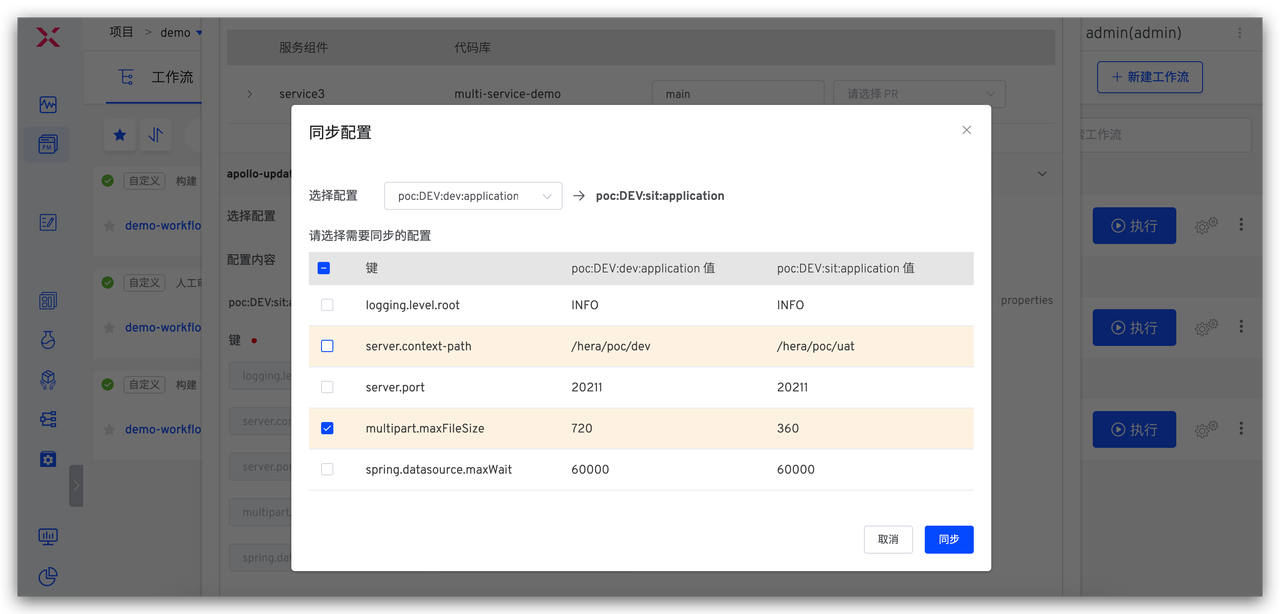 项目 > demo
admin(admin)
工作流
新建工作流
服务组件 代码库
service3 multi-service-demo main 请选择 PR
工作流
自定义 构建
demo-workflo
自定义 人工
demo-workflo
自定义 构建
demo-workflo
apollo-updat
选择配置
配置内容
poc:DEV:sit:a
properties
键
logging.le
server.con
server.por
multipart.
spring.dat
执行
执行
执行
同步配置
选择配置 poc:DEV:dev:application → poc:DEV:sit:application
请选择需要同步的配置
键 poc:DEV:dev:application 值 poc:DEV:sit:application 值
logging.level.root INFO INFO
server.context-path /hera/poc/dev /hera/poc/uat
server.port 20211 20211
multipart.maxFileSize 720 360
spring.datasource.maxWait 60000 60000
取消 同步